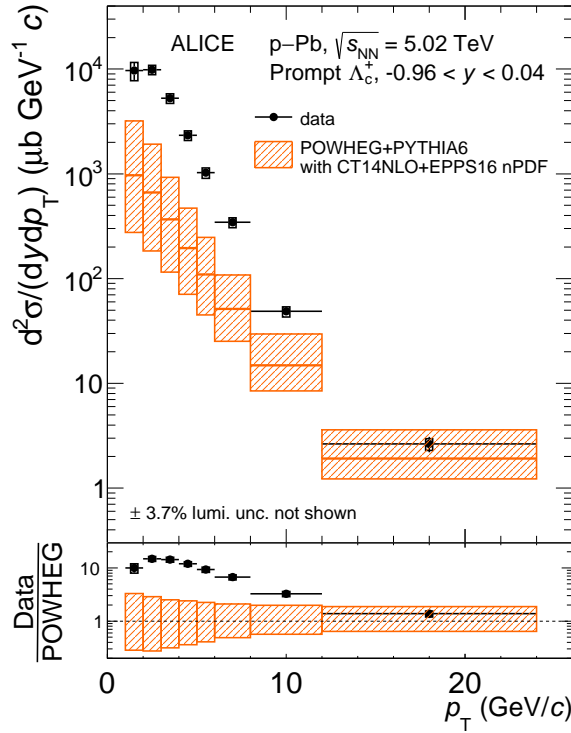 ALICE
p−Pb, √s_NN = 5.02 TeV
Prompt Λ_c^+, -0.96 < y < 0.04
data
POWHEG+PYTHIA6
with CT14NLO+EPPS16 nPDF
d²σ/(dydp_T) (μb GeV⁻¹ c)
10⁴
10³
10²
10
1
± 3.7% lumi. unc. not shown
Data
POWHEG
10
1
0
10
20
p_T (GeV/c)